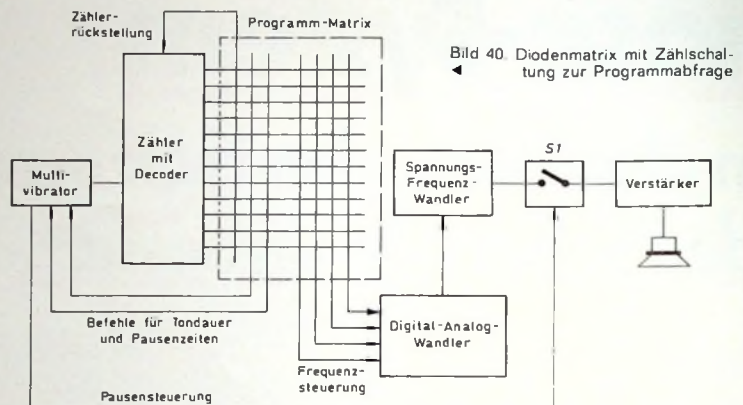 Zähler-
rückstellung
Programm-Matrix
Bild 40. Diodenmatrix mit Zählschal-
tung zur Programmabfrage
Zähler
mit
Decoder
Multi-
vibrator
Spannungs-
Frequenz-
Wandler
S1
Verstärker
Befehle für Tondauer
und Pausenzeiten
Digital-Analog-
Wandler
Frequenz-
steuerung
Pausensteuerung